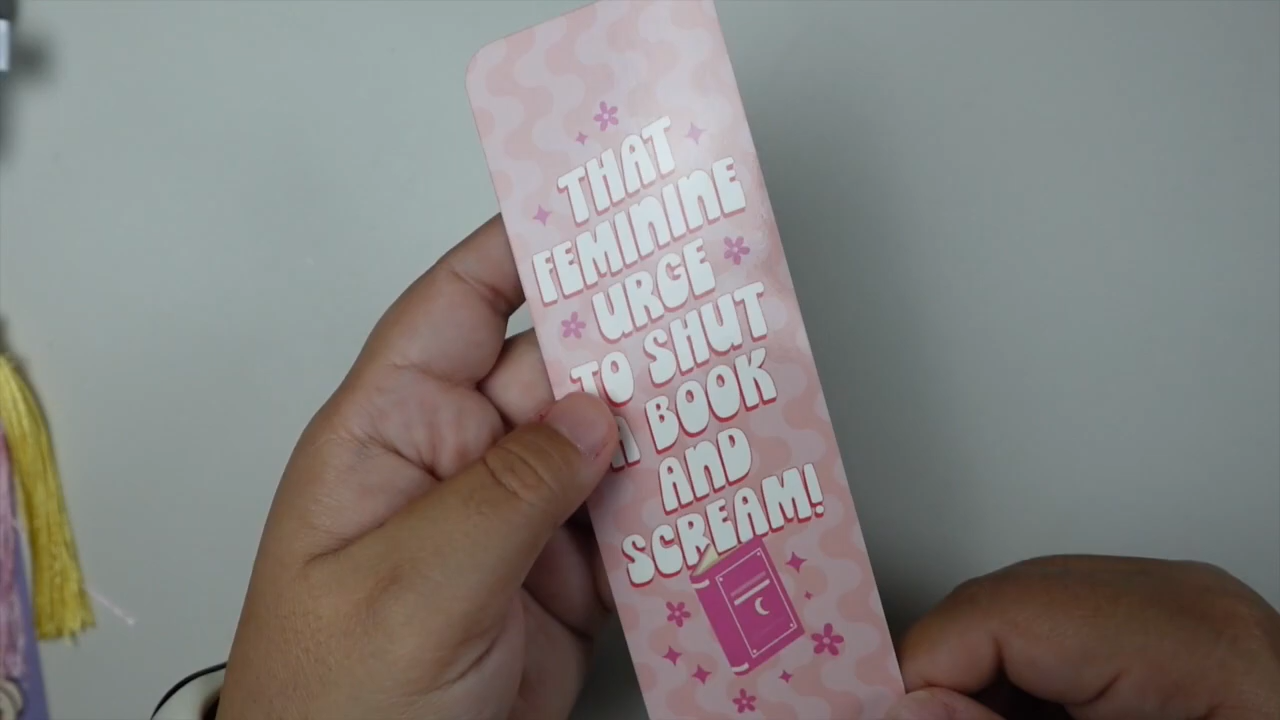 THAT
FEMININE
URGE
TO SHUT
A BOOK
AND
SCREAM!